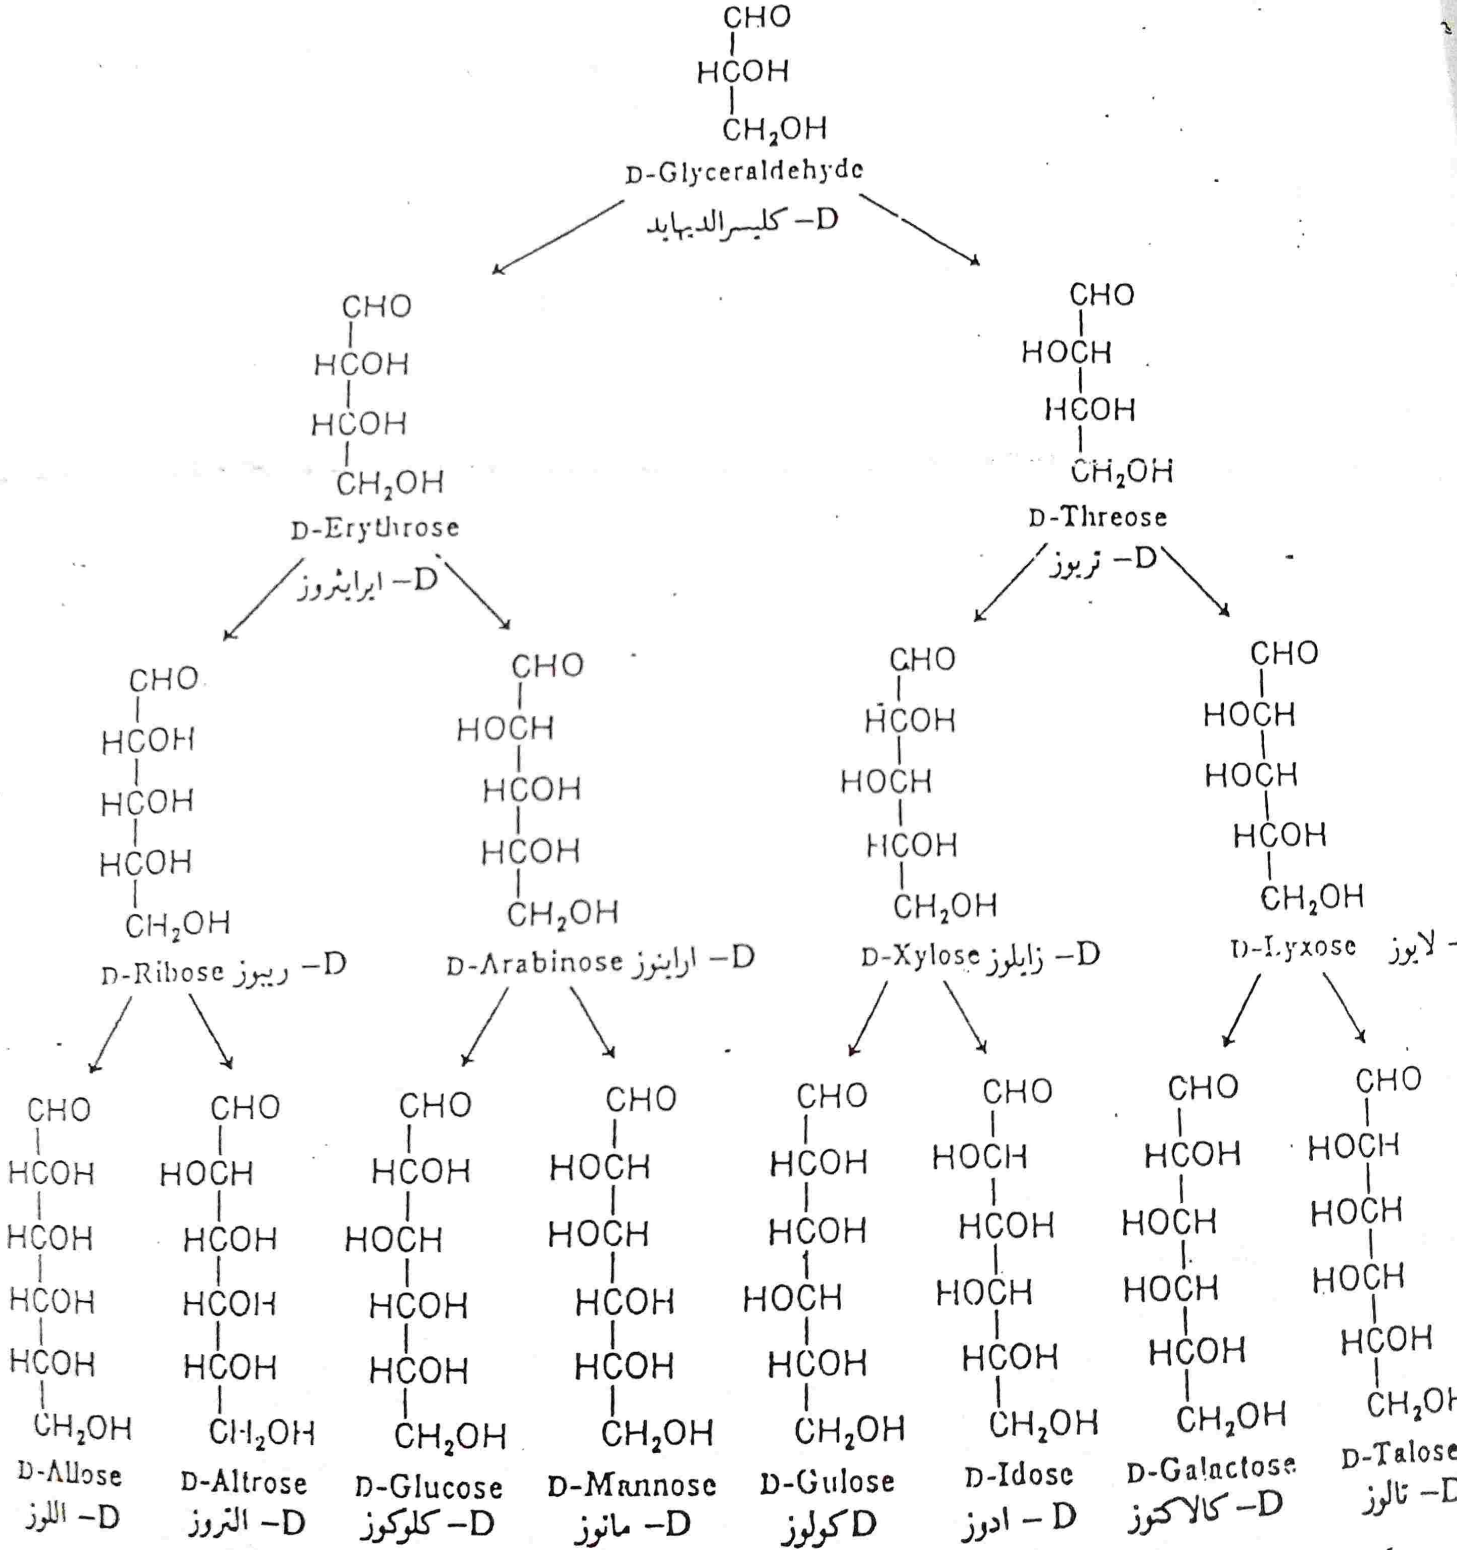 CHO
HCOH
CH₂OH
D-Glyceraldehyde
D– كليسرالديهايد
CHO
HCOH
HCOH
CH₂OH
D-Erythrose
D– ايرايثروز
CHO
HOCH
HCOH
CH₂OH
D-Threose
D– تريوز
CHO
HCOH
HCOH
HCOH
CH₂OH
D-Ribose D– ريبوز
CHO
HOCH
HCOH
HCOH
CH₂OH
D-Arabinose D– ارابنوز
CHO
HCOH
HOCH
HCOH
CH₂OH
D-Xylose D– زايلوز
CHO
HOCH
HOCH
HCOH
CH₂OH
D-Lyxose – لايوز
CHO
HCOH
HCOH
HCOH
HCOH
CH₂OH
D-Allose
D– اللوز
CHO
HOCH
HCOH
HCOH
HCOH
CH₂OH
D-Altrose
D– التروز
CHO
HCOH
HOCH
HCOH
HCOH
CH₂OH
D-Glucose
D– كلوكوز
CHO
HOCH
HOCH
HCOH
HCOH
CH₂OH
D-Mannose
D– مانوز
CHO
HCOH
HCOH
HOCH
HCOH
CH₂OH
D-Gulose
D كولوز
CHO
HOCH
HCOH
HOCH
HCOH
CH₂OH
D-Idose
D – ادوز
CHO
HCOH
HOCH
HOCH
HCOH
CH₂OH
D-Galactose
D– كالاكتوز
CHO
HOCH
HOCH
HOCH
HCOH
CH₂OH
D-Talose
D– تالوز